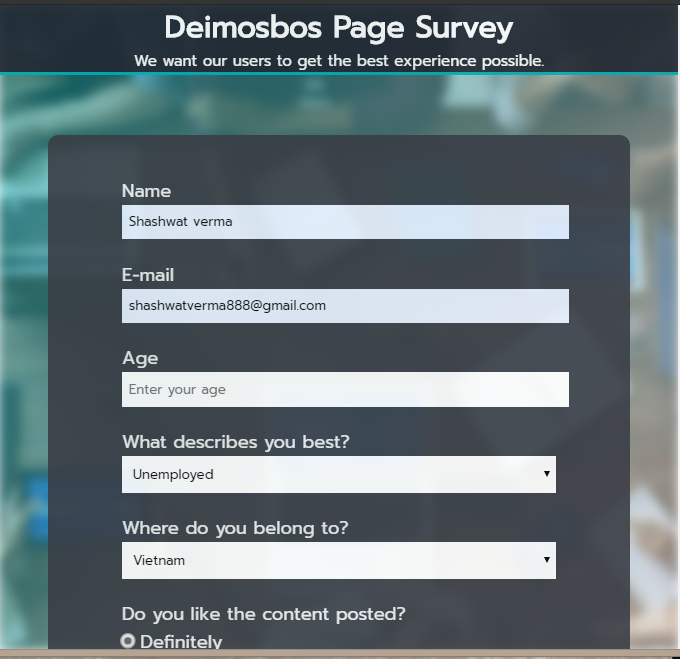 Deimosbos Page Survey
We want our users to get the best experience possible.
Name
Shashwat verma
E-mail
shashwatverma888@gmail.com
Age
Enter your age
What describes you best?
Unemployed
Where do you belong to?
Vietnam
Do you like the content posted?
Definitely